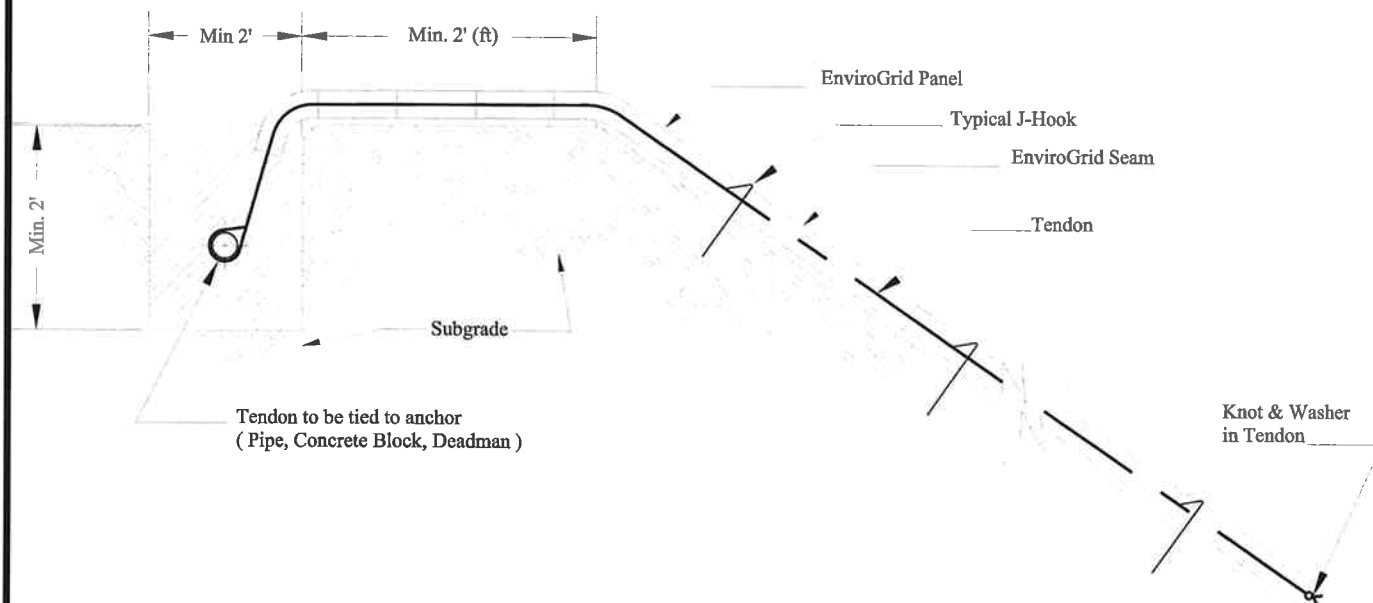 Min 2'
Min. 2' (ft)
EnviroGrid Panel
Typical J-Hook
EnviroGrid Seam
Tendon
Min. 2'
Subgrade
Tendon to be tied to anchor
( Pipe, Concrete Block, Deadman )
Knot & Washer
in Tendon